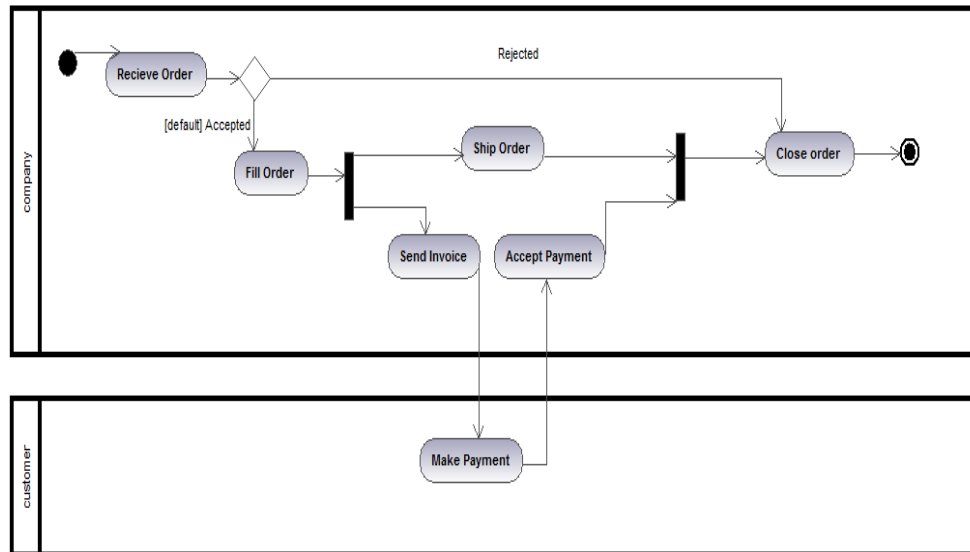 company
Recieve Order
Rejected
[default] Accepted
Fill Order
Ship Order
Close order
Send Invoice
Accept Payment
customer
Make Payment